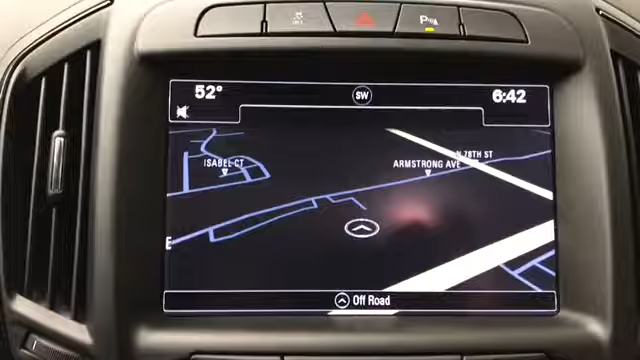 P
52°
SW
6:42
ISABEL CT
N 78TH ST
ARMSTRONG AVE
E
Off Road